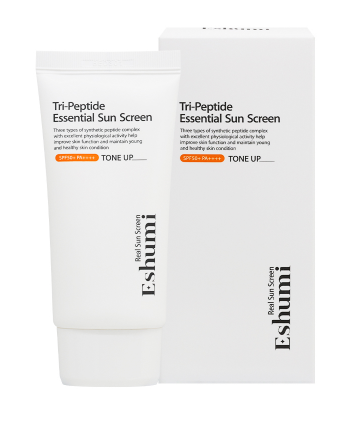 Tri-Peptide
Essential Sun Screen
Three types of synthetic peptide complex
with excellent physiological activity help
improve skin function and maintain young
and healthy skin condition
SPF50+ PA++++ TONE UP
Real Sun Screen
Eshumi
Tri-Peptide
Essential Sun Screen
Three types of synthetic peptide complex
with excellent physiological activity help
improve skin function and maintain young
and healthy skin condition
SPF50+ PA++++ TONE UP
Real Sun Screen
Eshumi